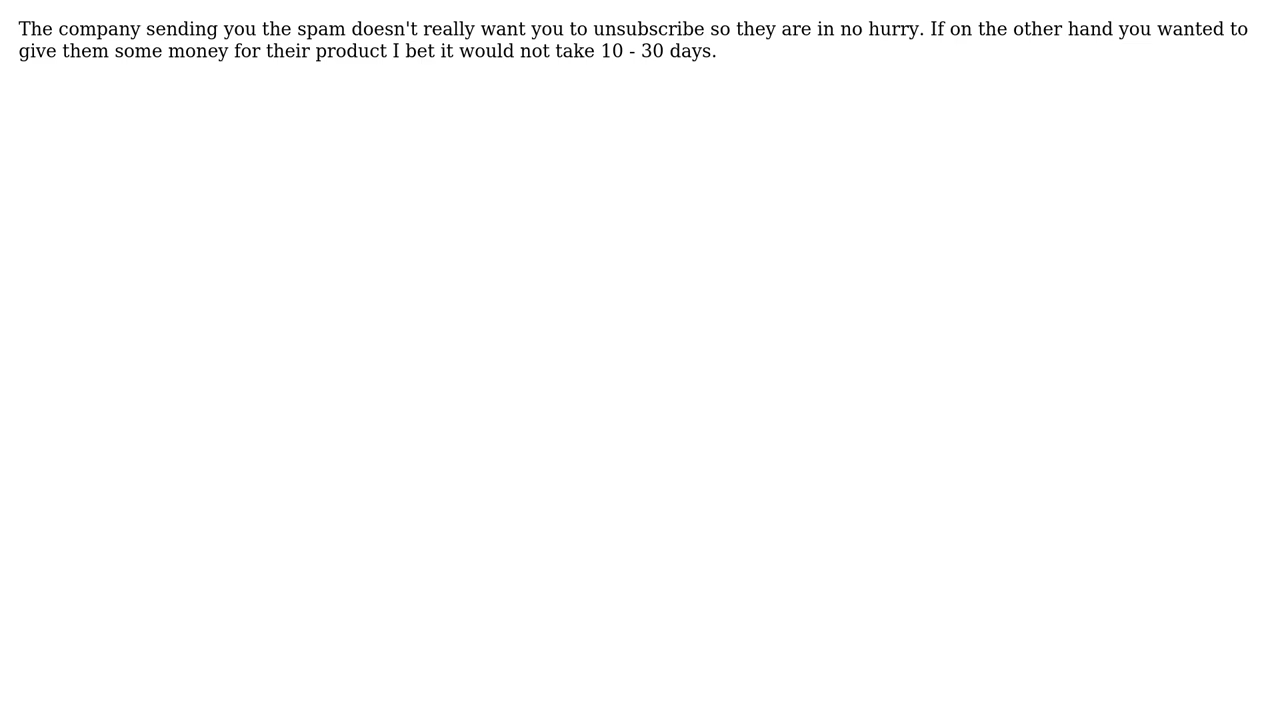 The company sending you the spam doesn't really want you to unsubscribe so they are in no hurry. If on the other hand you wanted to
give them some money for their product I bet it would not take 10 - 30 days.